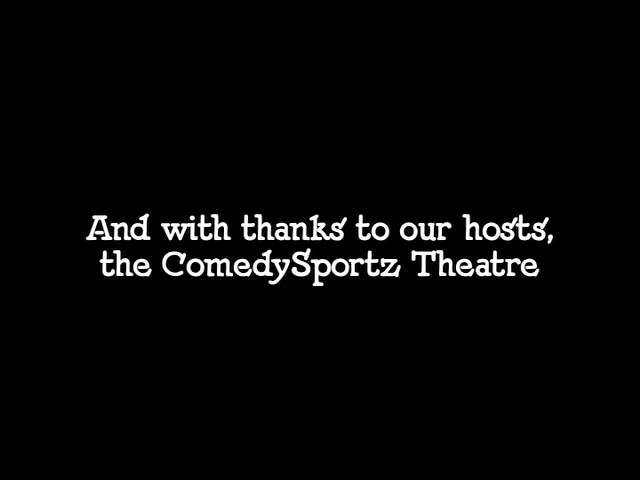 And with thanks to our hosts,
the ComedySportz Theatre